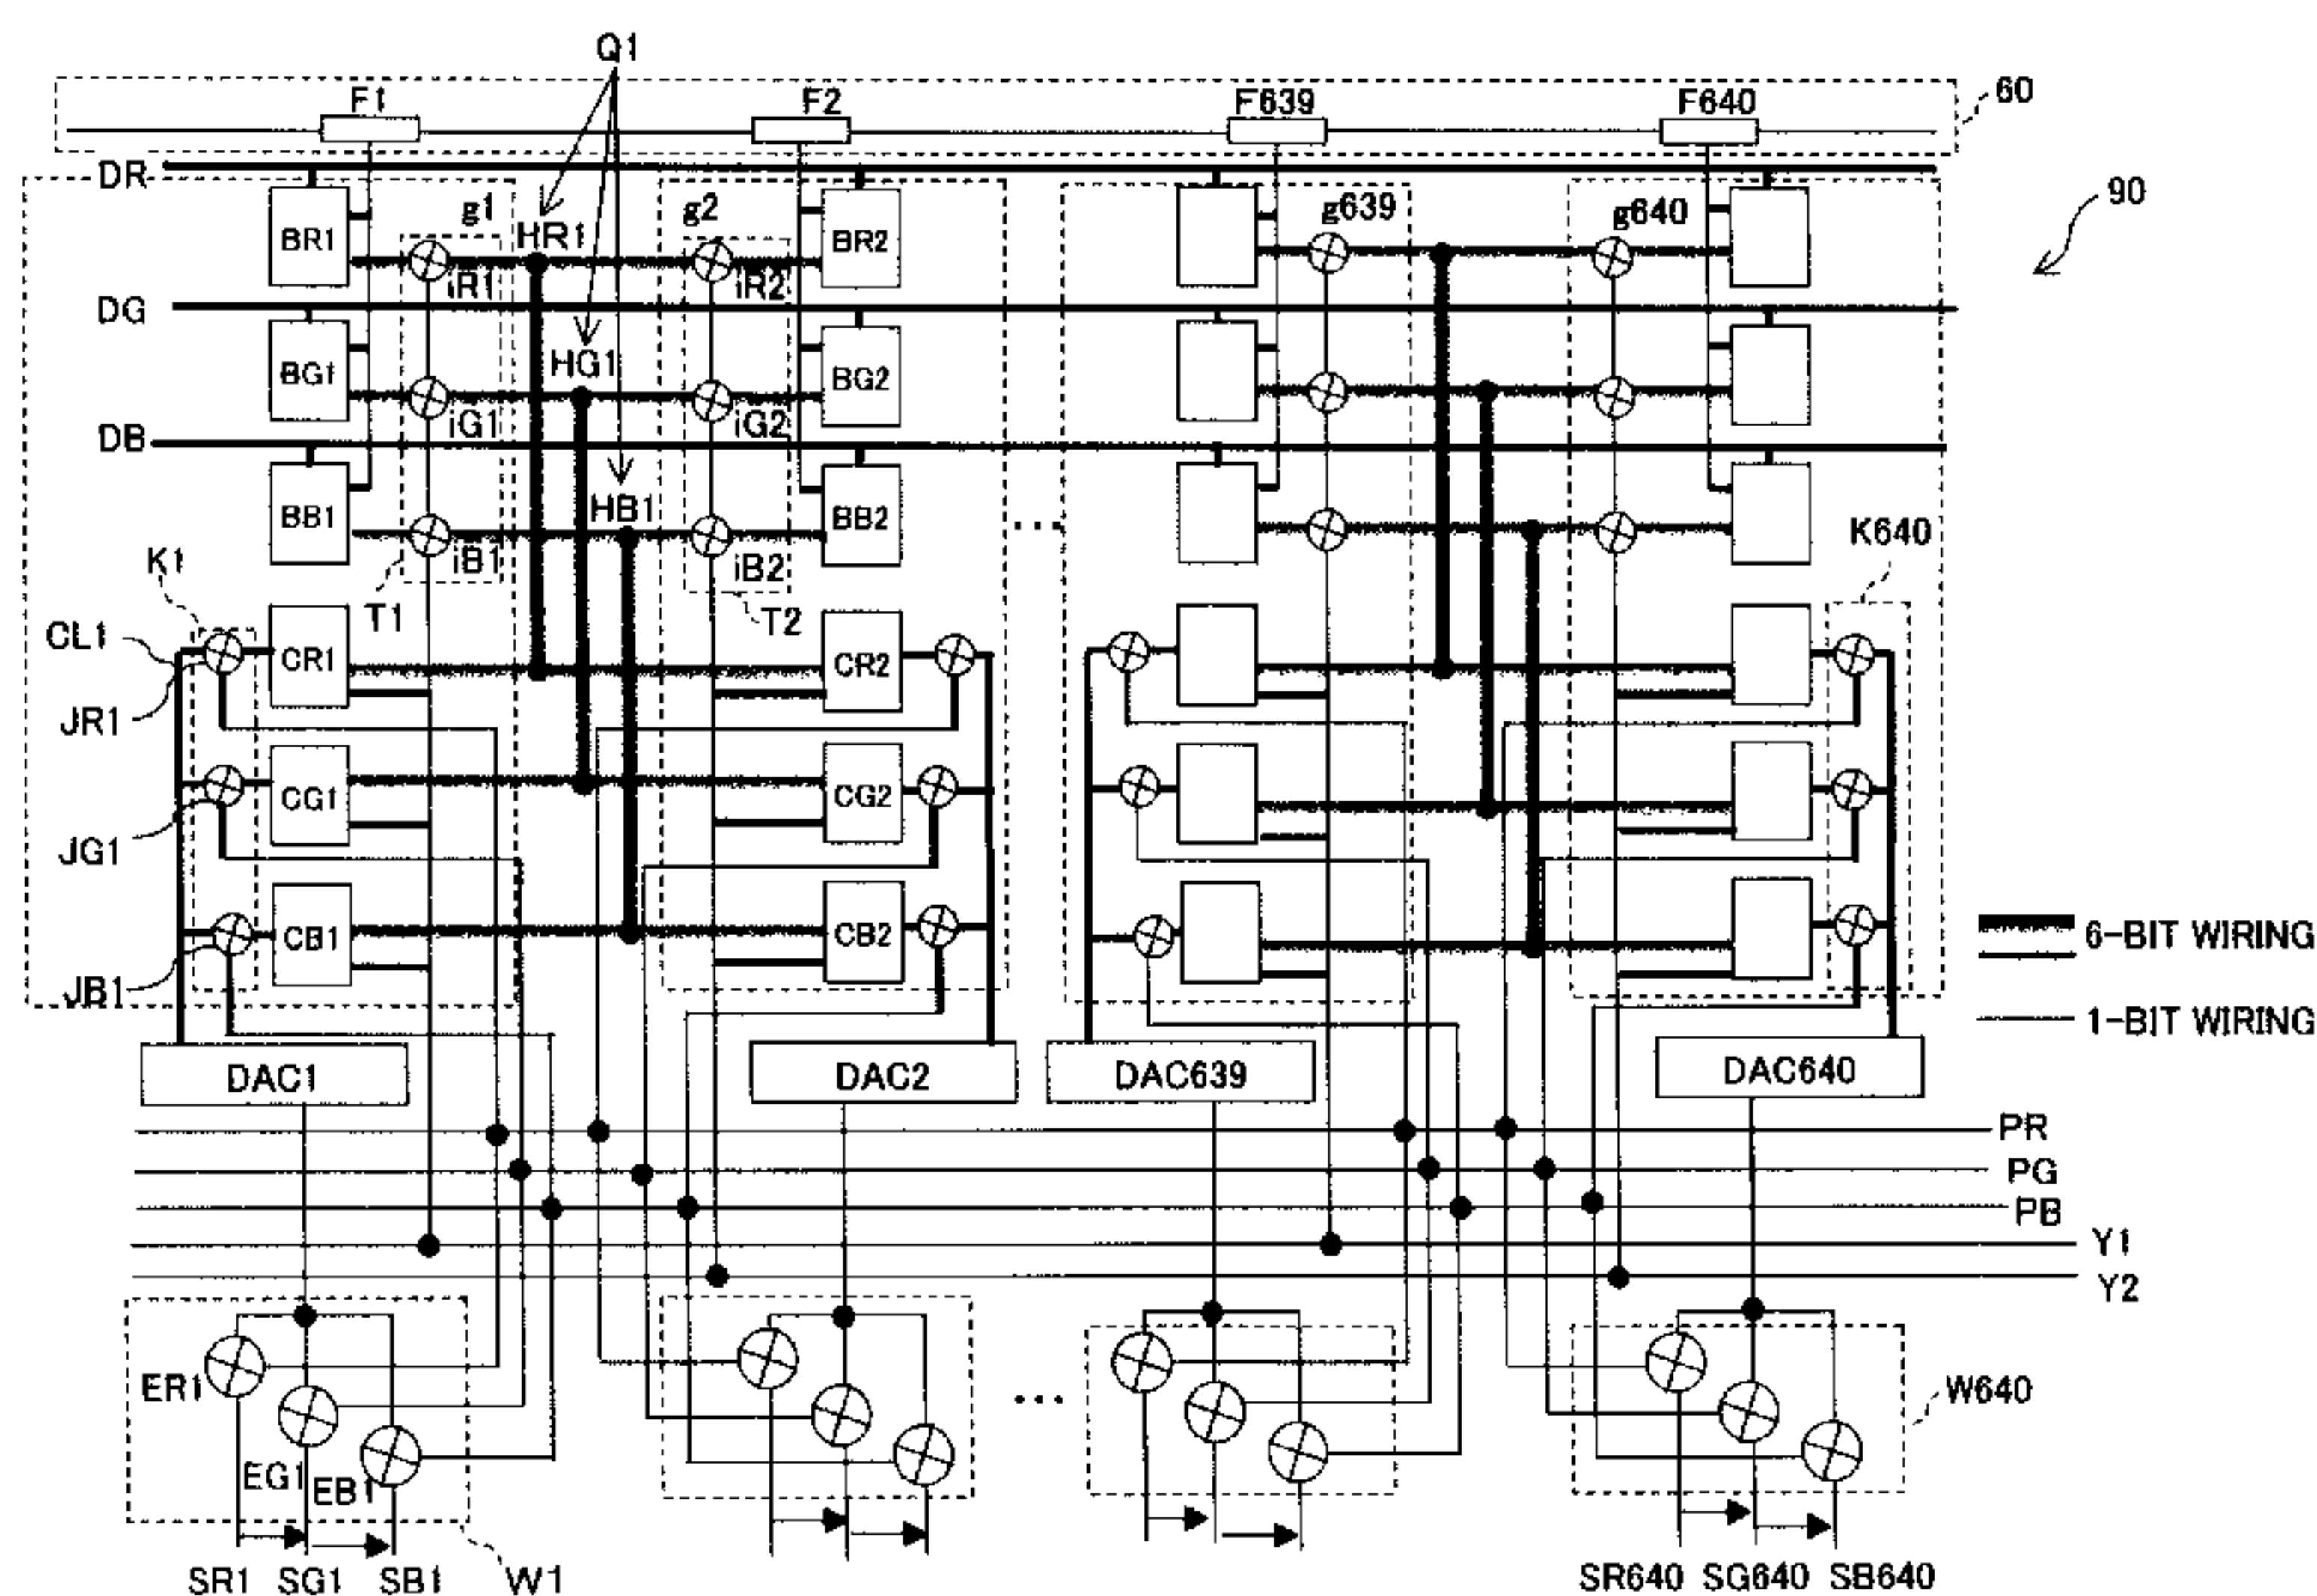 Q1
F1 F2 F639 F640 60
DR
90
g1 g2 g639 g640
BR1 HR1 BR2
iR1 iR2
DG
HG1
BG1 BG2
iG1 iG2
DB
HB1
BB1 BB2
...
K640
K1 iB1 iB2
T1 T2
CL1
CR1 CR2
JR1
CG1 CG2
JG1
CB1 CB2
6-BIT WIRING
JB1
1-BIT WIRING
DAC1 DAC2 DAC639 DAC640
PR
PG
PB
Y1
Y2
ER1 ... W640
EG1 EB1
SR1 SG1 SB1 W1 SR640 SG640 SB640